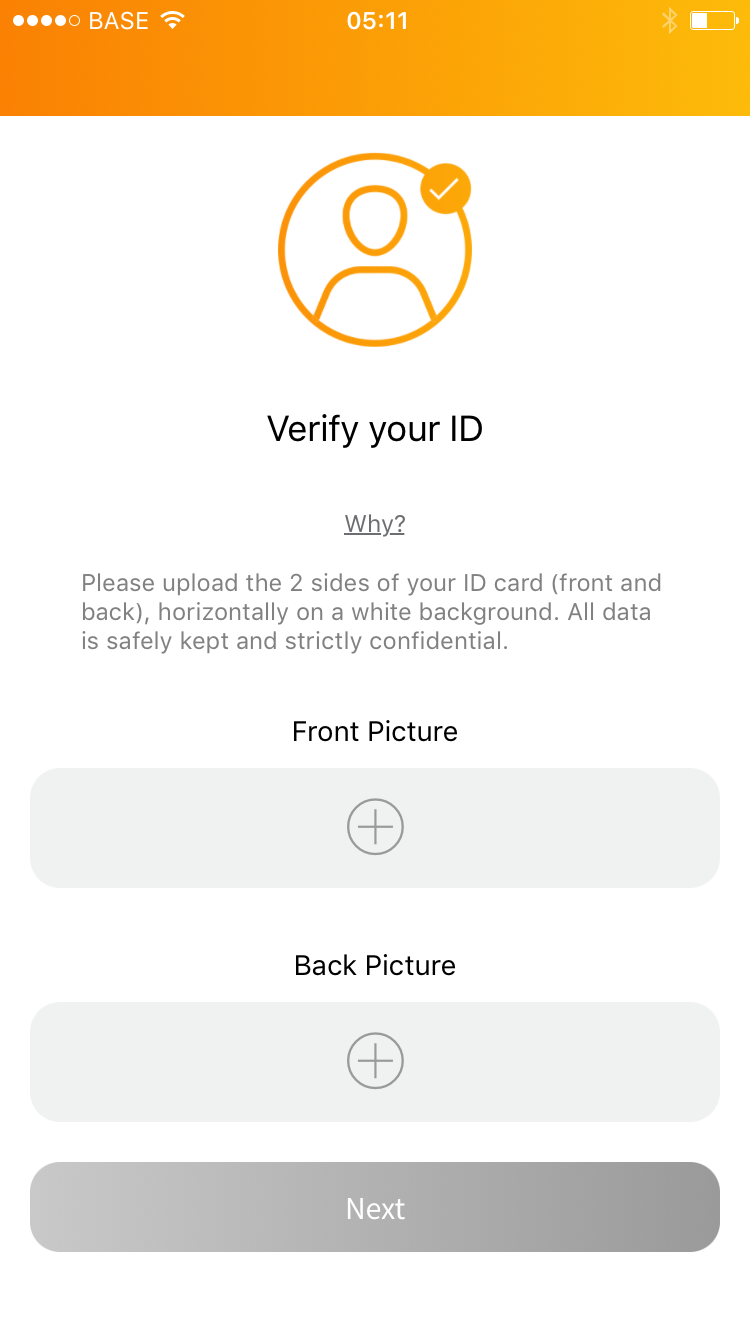 BASE 05:11
Verify your ID
Why?
Please upload the 2 sides of your ID card (front and
back), horizontally on a white background. All data
is safely kept and strictly confidential.
Front Picture
Back Picture
Next